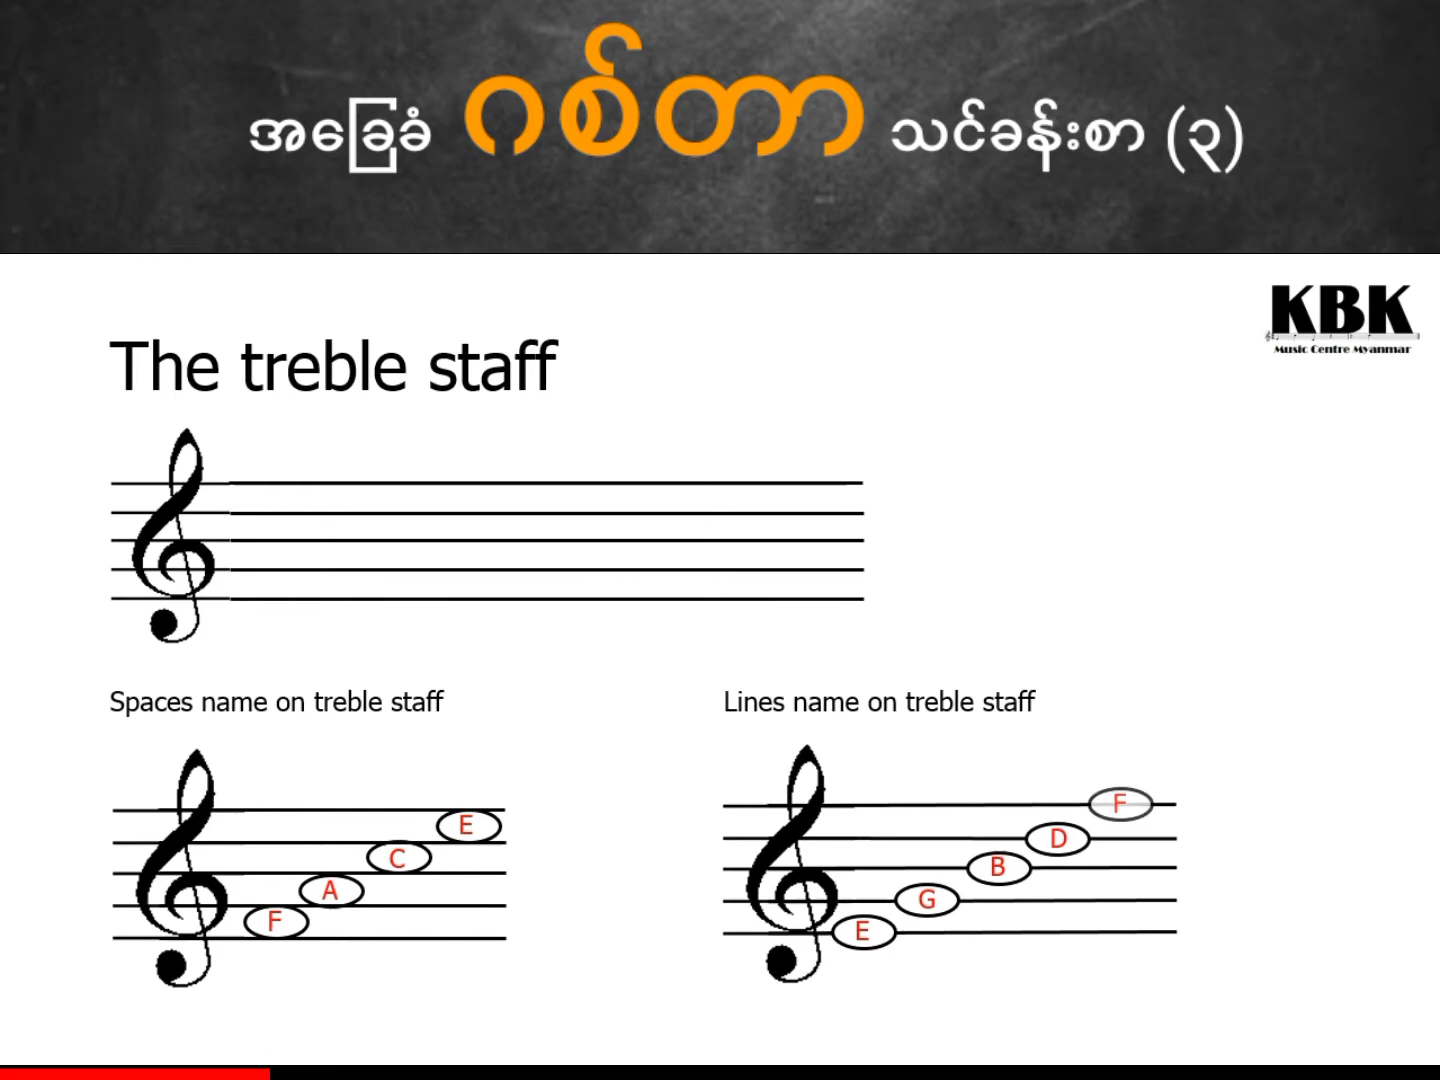 အခြေခံ ဂစ်တာ သင်ခန်းစာ (၃)
KBK
Music Centre Myanmar
The treble staff
Spaces name on treble staff
Lines name on treble staff
F A C E
E G B D F